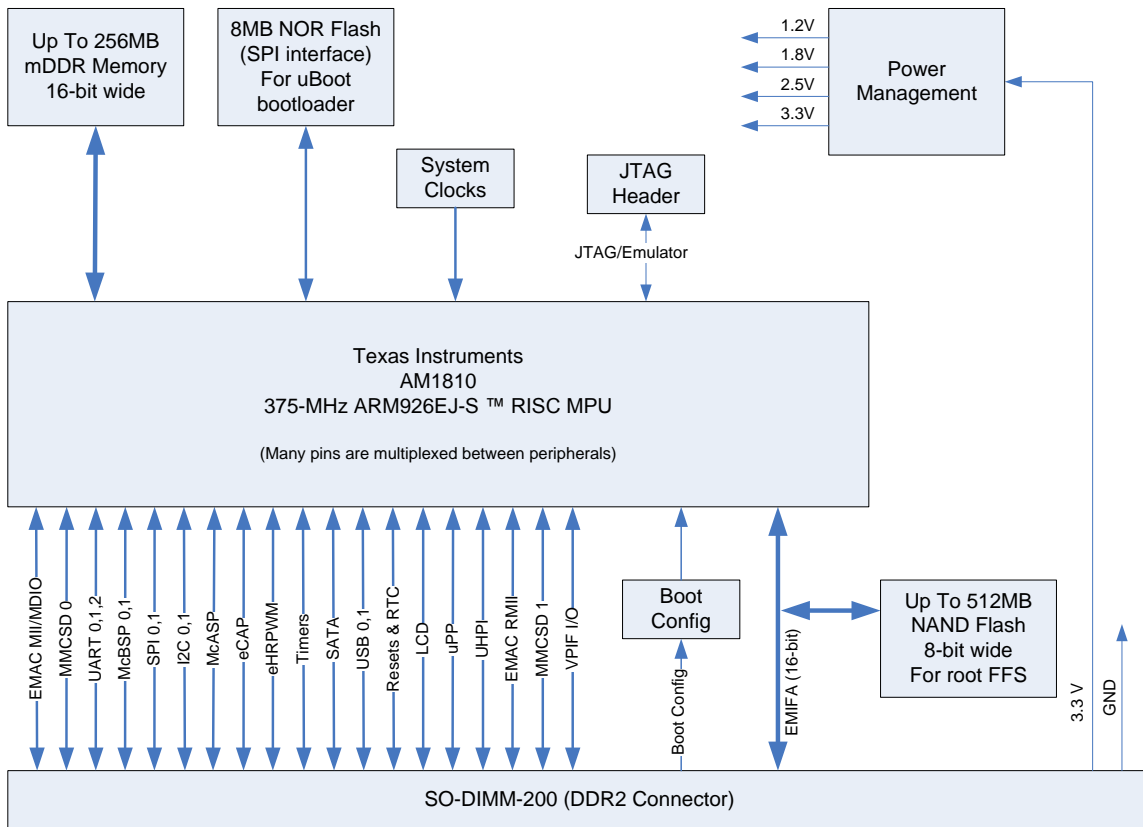 Up To 256MB
mDDR Memory
16-bit wide
8MB NOR Flash
(SPI interface)
For uBoot
bootloader
System
Clocks
JTAG
Header
JTAG/Emulator
1.2V
1.8V
2.5V
3.3V
Power
Management
Texas Instruments
AM1810
375-MHz ARM926EJ-S ™ RISC MPU
(Many pins are multiplexed between peripherals)
EMAC MII/MDIO
MMCSD 0
UART 0,1,2
McBSP 0,1
SPI 0,1
I2C 0,1
McASP
eCAP
eHRPWM
Timers
SATA
USB 0,1
Resets & RTC
LCD
uPP
UHPI
EMAC RMII
MMCSD 1
VPIF I/O
Boot
Config
Boot Config
EMIFA (16-bit)
Up To 512MB
NAND Flash
8-bit wide
For root FFS
3.3 V
GND
SO-DIMM-200 (DDR2 Connector)